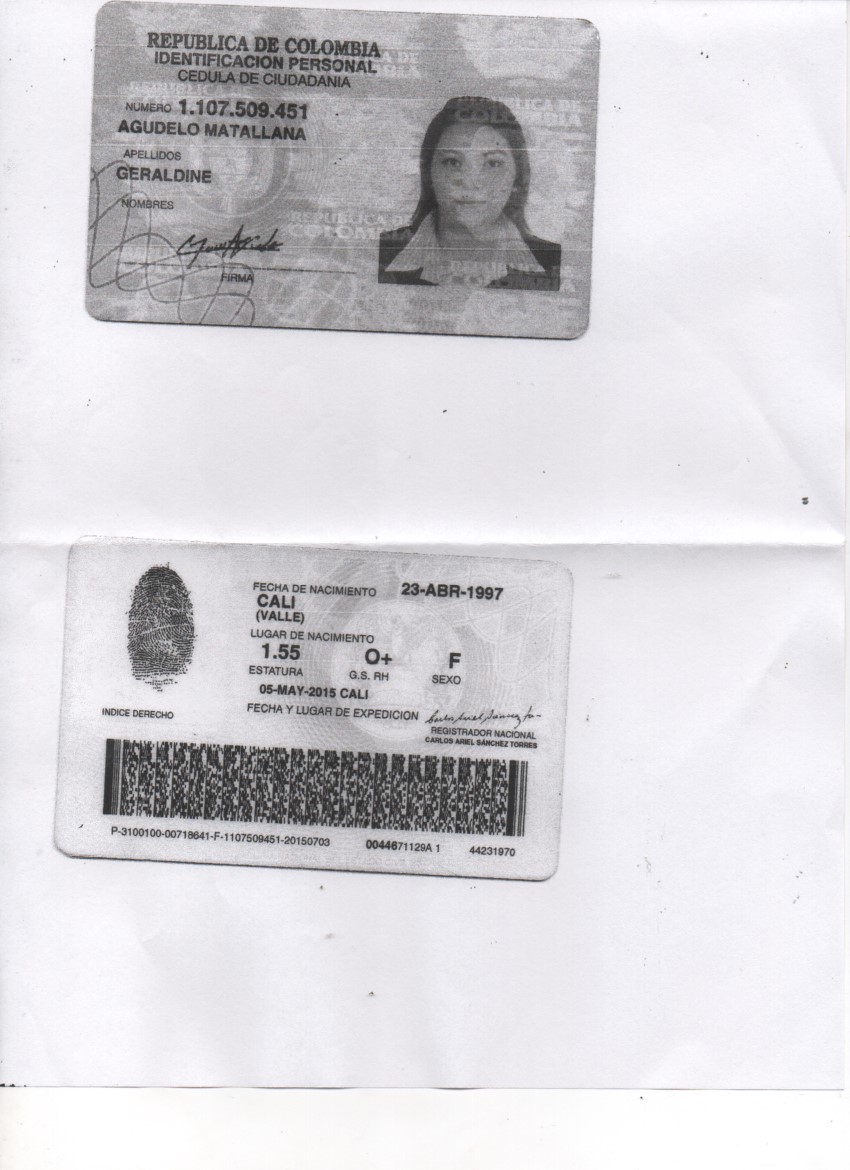 REPUBLICA DE COLOMBIA
IDENTIFICACION PERSONAL
CEDULA DE CIUDADANIA
NUMERO 1.107.509.451
AGUDELO MATALLANA
APELLIDOS
GERALDINE
NOMBRES
FIRMA
FECHA DE NACIMIENTO 23-ABR-1997
CALI
(VALLE)
LUGAR DE NACIMIENTO
1.55 O+ F
ESTATURA G.S. RH SEXO
05-MAY-2015 CALI
FECHA Y LUGAR DE EXPEDICION
INDICE DERECHO
REGISTRADOR NACIONAL
CARLOS ARIEL SÁNCHEZ TORRES
P-3100100-00718641-F-1107509451-20150703 0044671129A 1 44231970